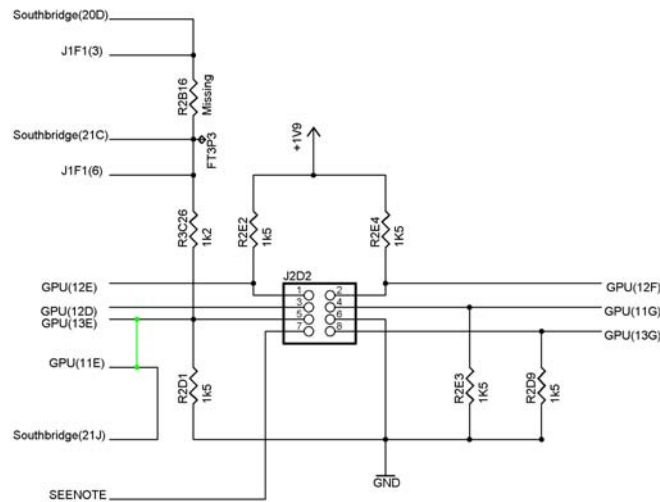 Southbridge(20D)
J1F1(3)
R2B16
Missing
Southbridge(21C)
FT3P3
+1V9
J1F1(6)
R3C26
1k2
R2E2
1k5
R2E4
1K5
GPU(12E)
J2D2
GPU(12F)
1 2
GPU(12D)
3 4
GPU(11G)
GPU(13E)
5 6
7 8
GPU(13G)
GPU(11E)
R2D1
1k5
R2E3
1K5
R2D9
1k5
Southbridge(21J)
GND
SEENOTE